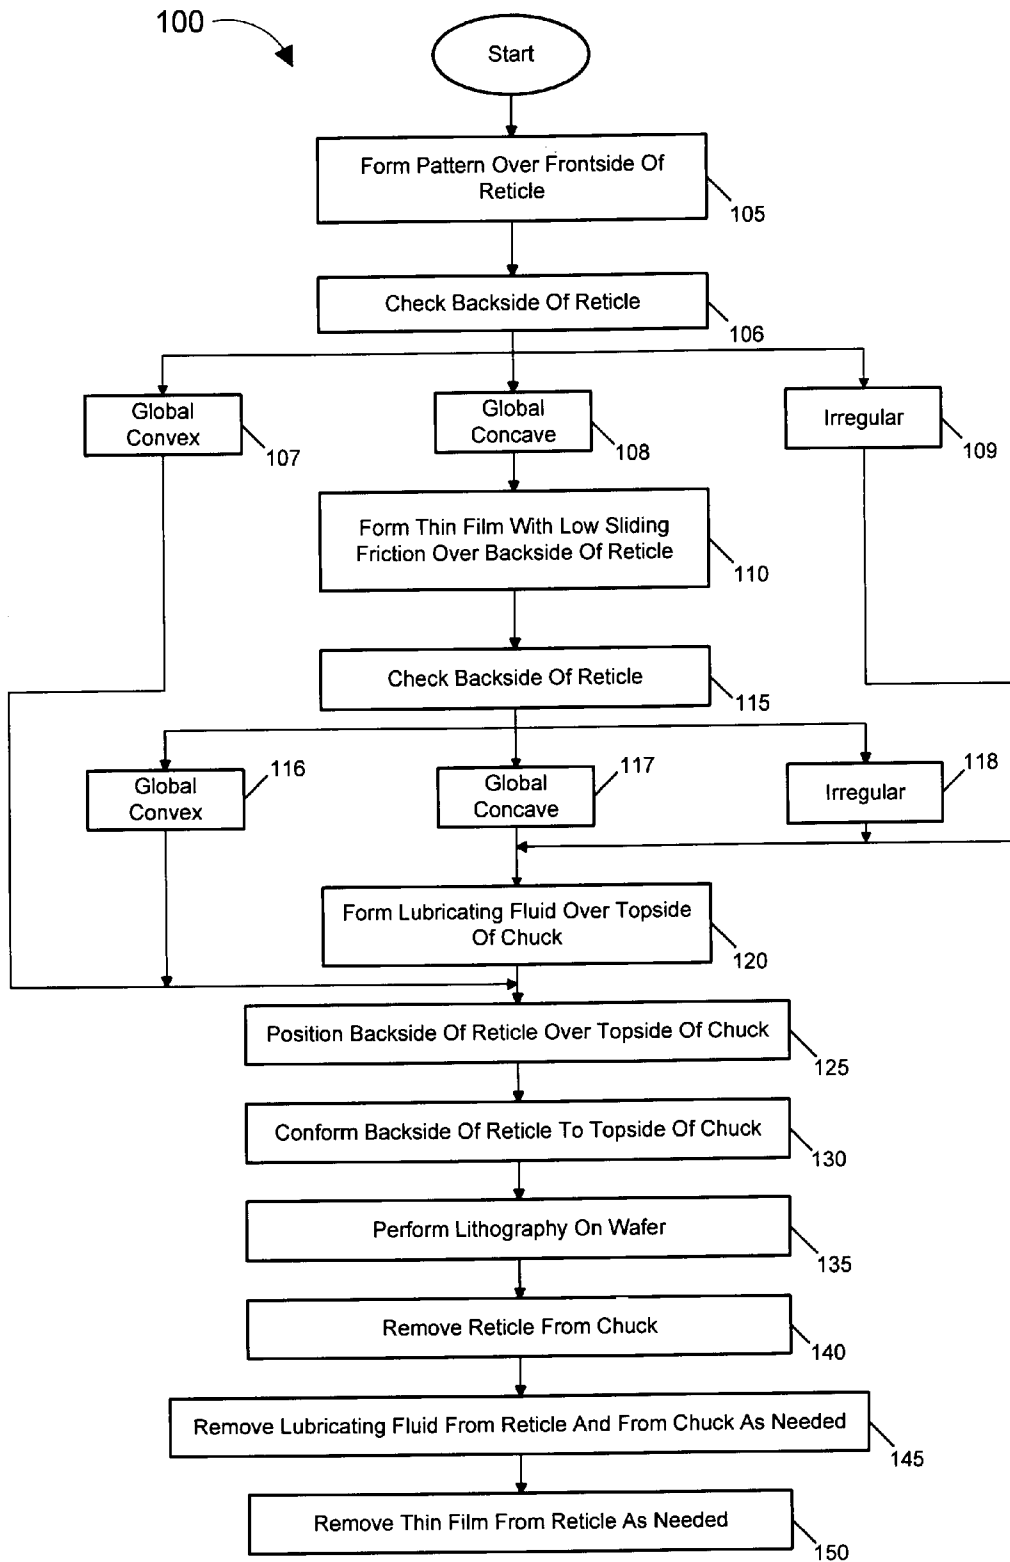 100
Start
Form Pattern Over Frontside Of
Reticle
105
Check Backside Of Reticle
106
Global
Convex
107
Global
Concave
108
Irregular
109
Form Thin Film With Low Sliding
Friction Over Backside Of Reticle
110
Check Backside Of Reticle
115
Global
Convex
116
Global
Concave
117
Irregular
118
Form Lubricating Fluid Over Topside
Of Chuck
120
Position Backside Of Reticle Over Topside Of Chuck
125
Conform Backside Of Reticle To Topside Of Chuck
130
Perform Lithography On Wafer
135
Remove Reticle From Chuck
140
Remove Lubricating Fluid From Reticle And From Chuck As Needed
145
Remove Thin Film From Reticle As Needed
150